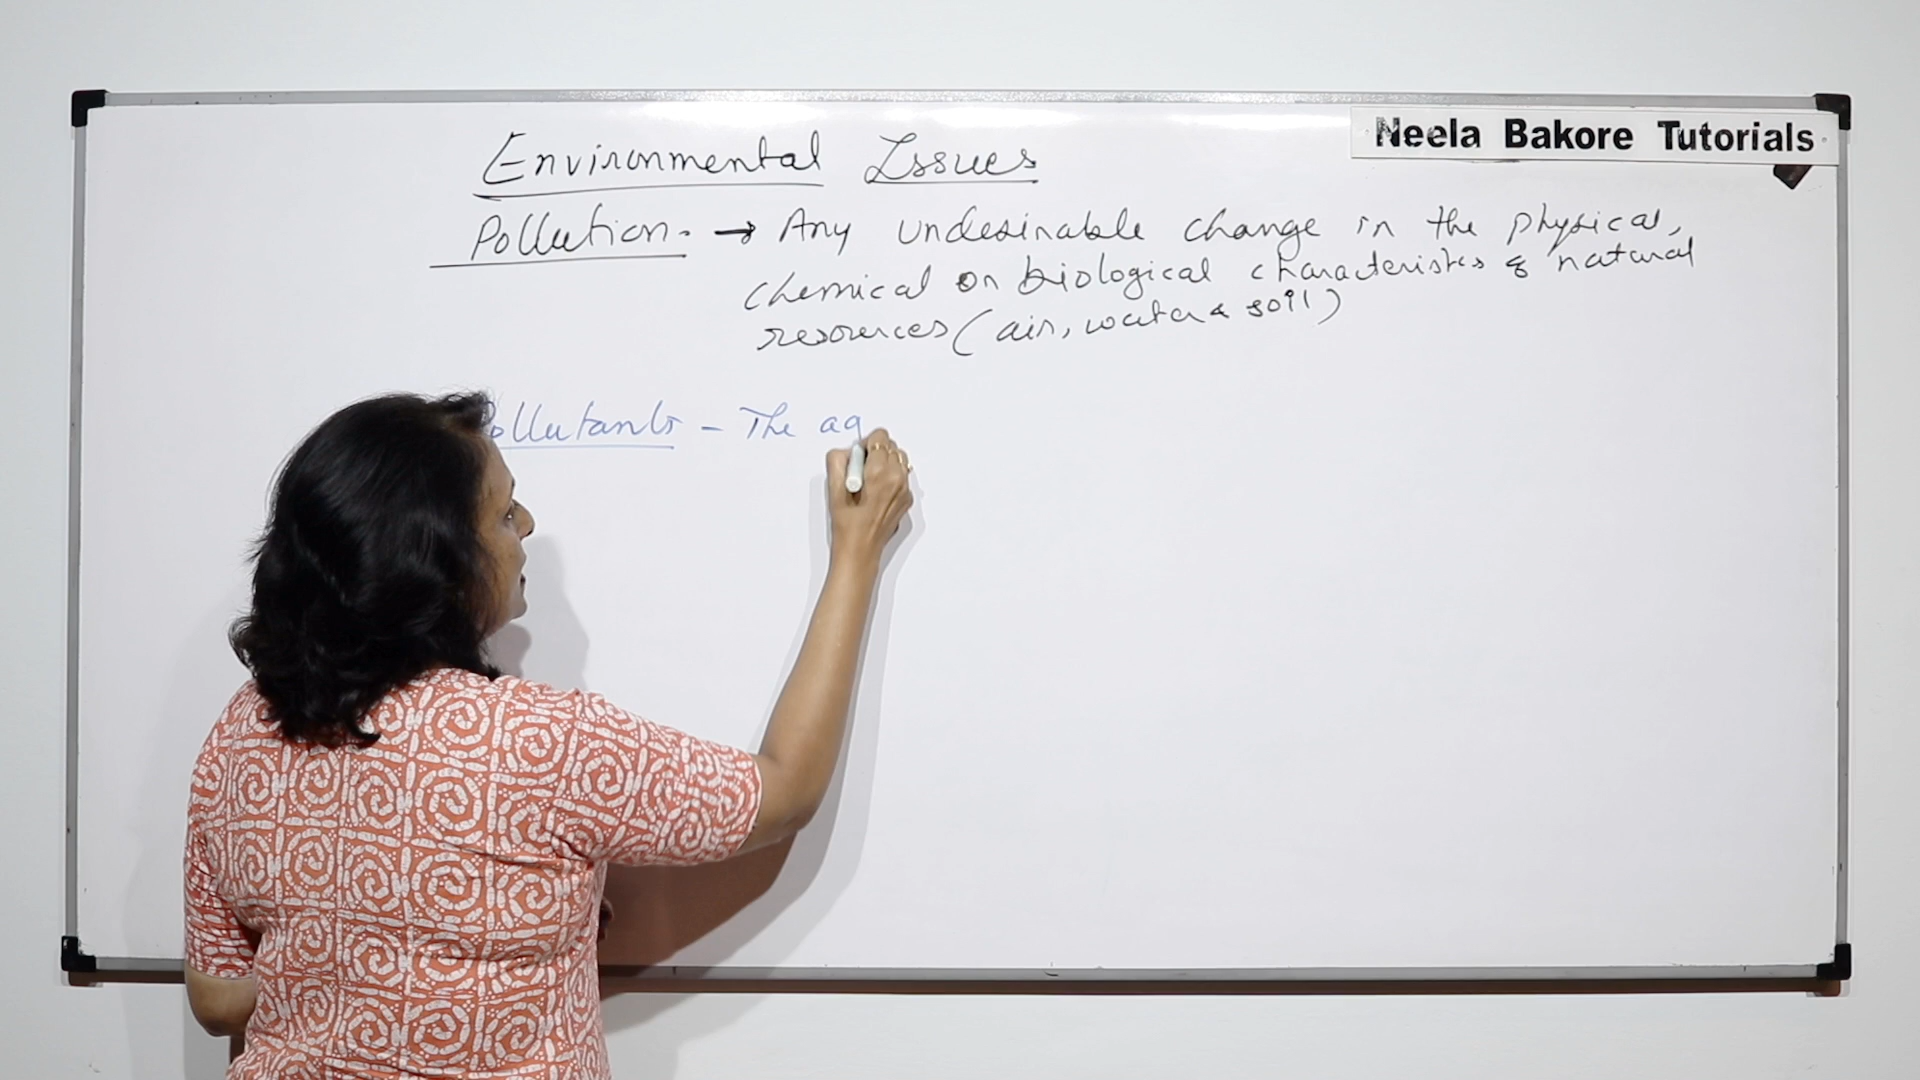 Neela Bakore Tutorials
Environmental Issues
Pollution. → Any undesirable change in the physical,
chemical or biological characteristics of natural
resources (air, water & soil)
Pollutants - The ag